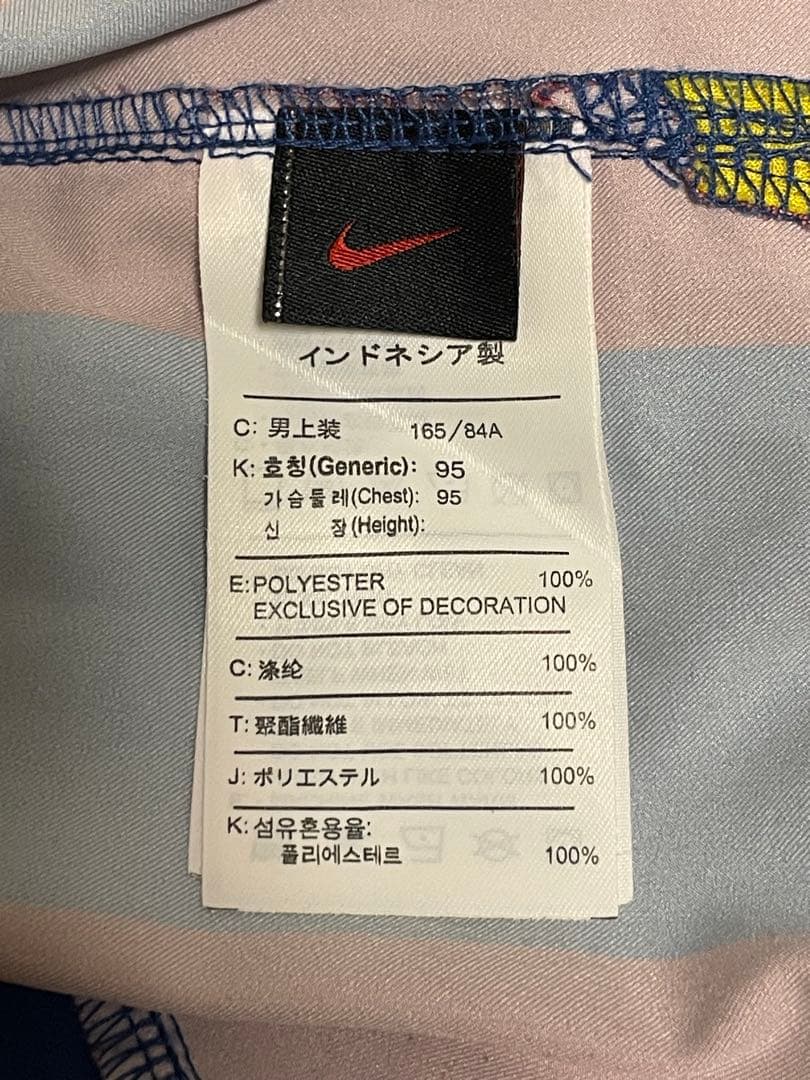 インドネシア製
C: 男上装 165/84A
K: 호칭(Generic): 95
가슴둘레(Chest): 95
신 장(Height):
E: POLYESTER 100%
EXCLUSIVE OF DECORATION
C: 涤纶 100%
T: 聚酯纖維 100%
J: ポリエステル 100%
K: 섬유혼용율:
폴리에스테르 100%